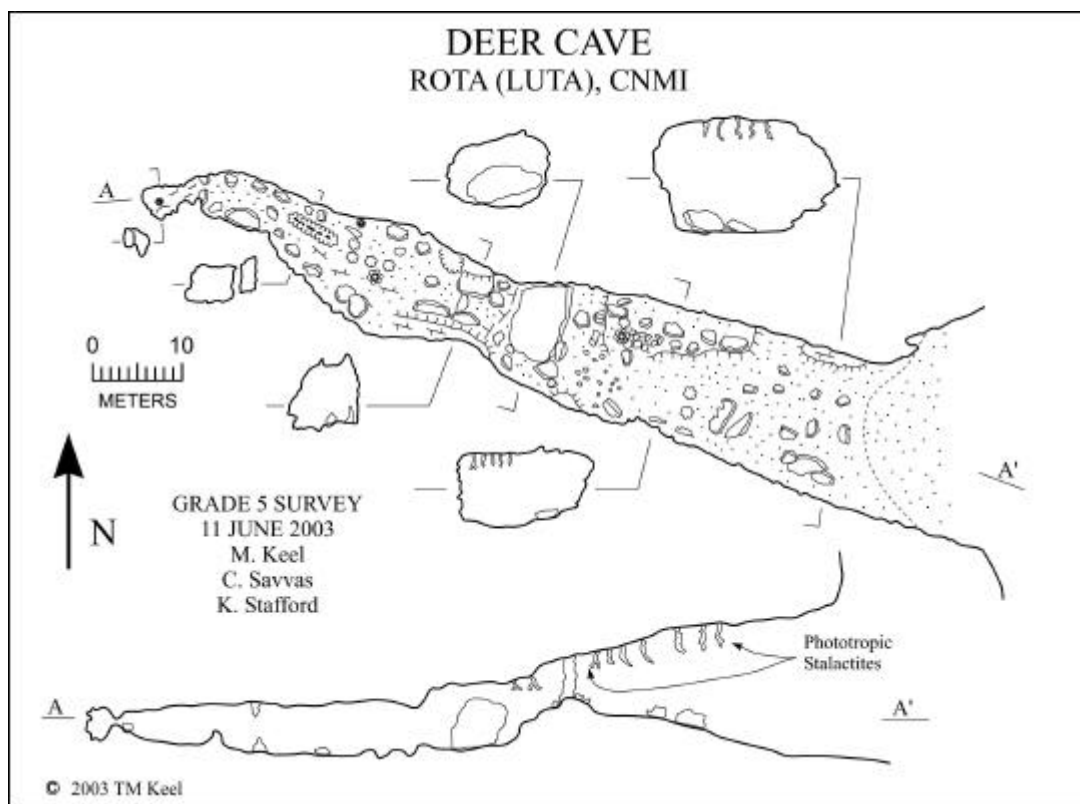 DEER CAVE
ROTA (LUTA), CNMI
A
0 10
METERS
A'
N
GRADE 5 SURVEY
11 JUNE 2003
M. Keel
C. Savvas
K. Stafford
Phototropic
Stalactites
A
A'
© 2003 TM Keel